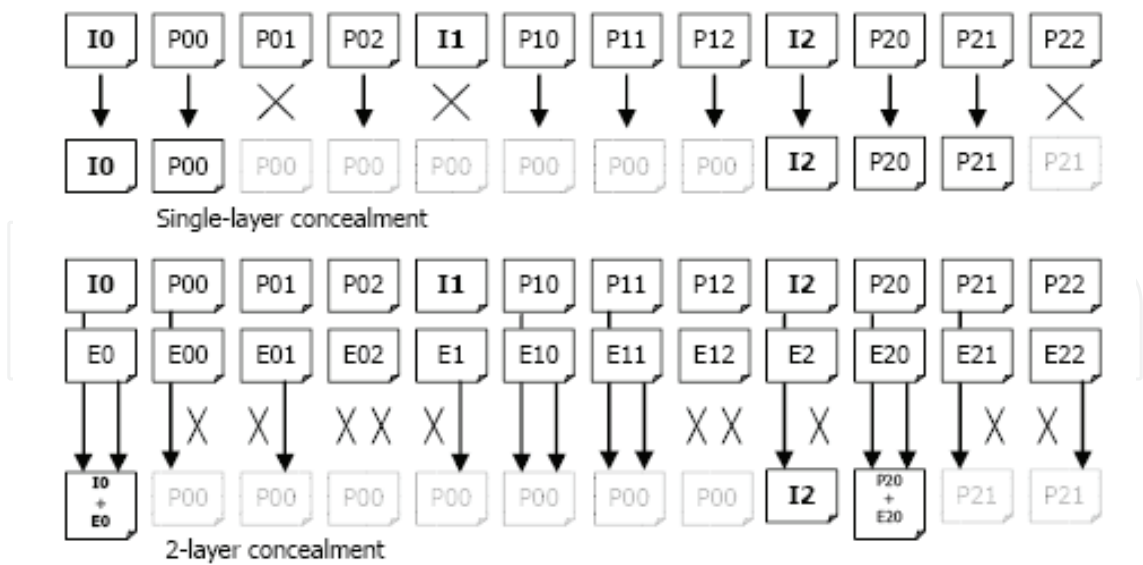 I0 P00 P01 P02 I1 P10 P11 P12 I2 P20 P21 P22
I0 P00 P00 P00 P00 P00 P00 P00 I2 P20 P21 P21
Single-layer concealment
I0 P00 P01 P02 I1 P10 P11 P12 I2 P20 P21 P22
E0 E00 E01 E02 E1 E10 E11 E12 E2 E20 E21 E22
I0 + E0 P00 P00 P00 P00 P00 P00 P00 I2 P20 + E20 P21 P21
2-layer concealment